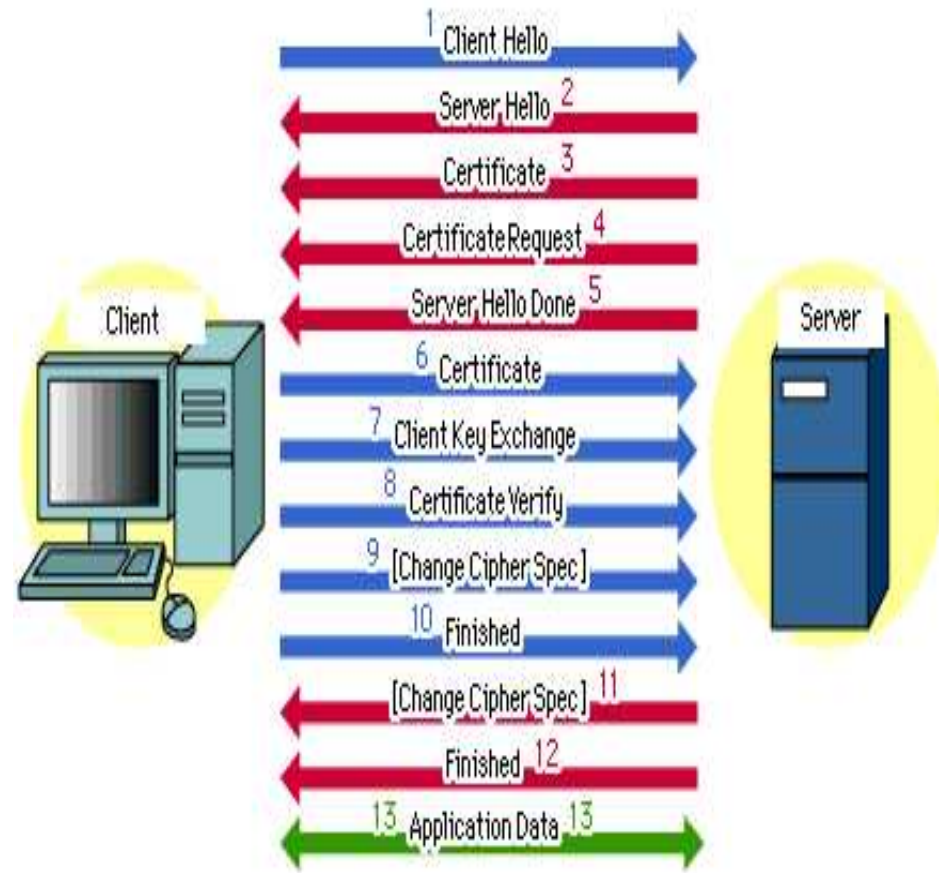 1 Client Hello
Server Hello 2
Certificate 3
Certificate Request 4
Server Hello Done 5
Client
Server
6 Certificate
7 Client Key Exchange
8 Certificate Verify
9 [Change Cipher Spec]
10 Finished
[Change Cipher Spec] 11
Finished 12
13 Application Data 13